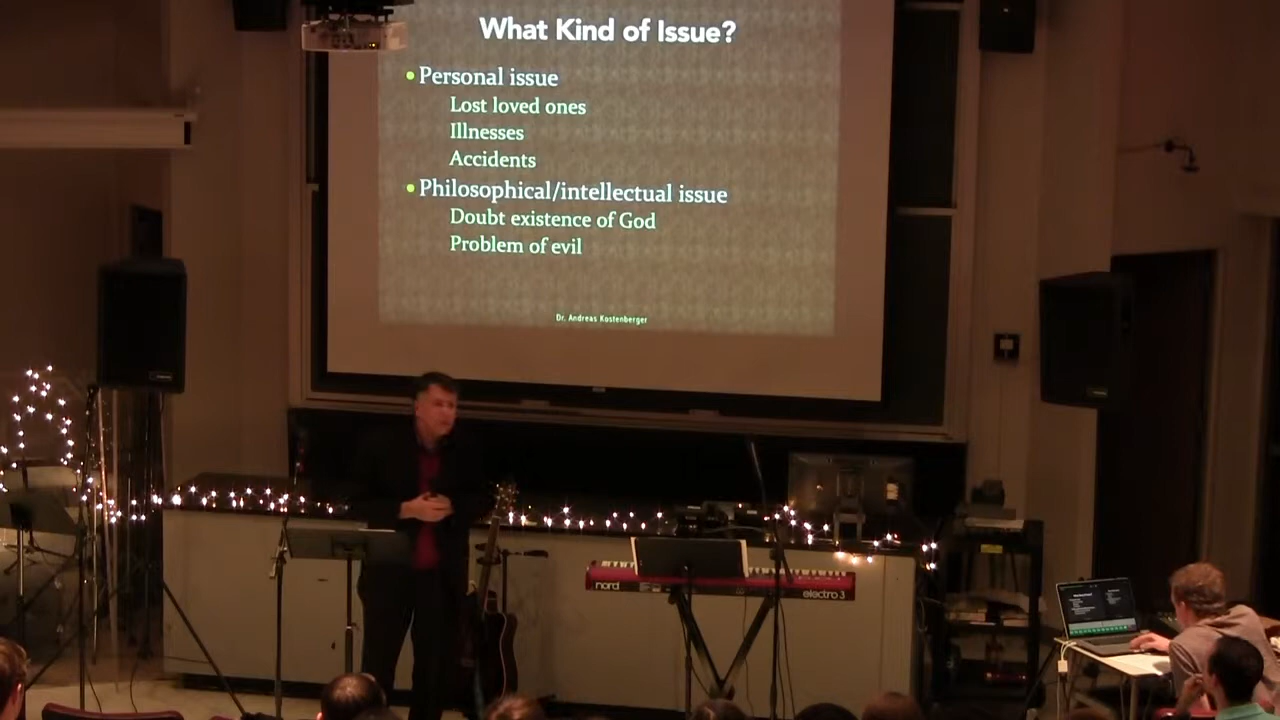 What Kind of Issue?
• Personal issue
Lost loved ones
Illnesses
Accidents
• Philosophical/intellectual issue
Doubt existence of God
Problem of evil
Dr. Andreas Kostenberger
nord
electro 3